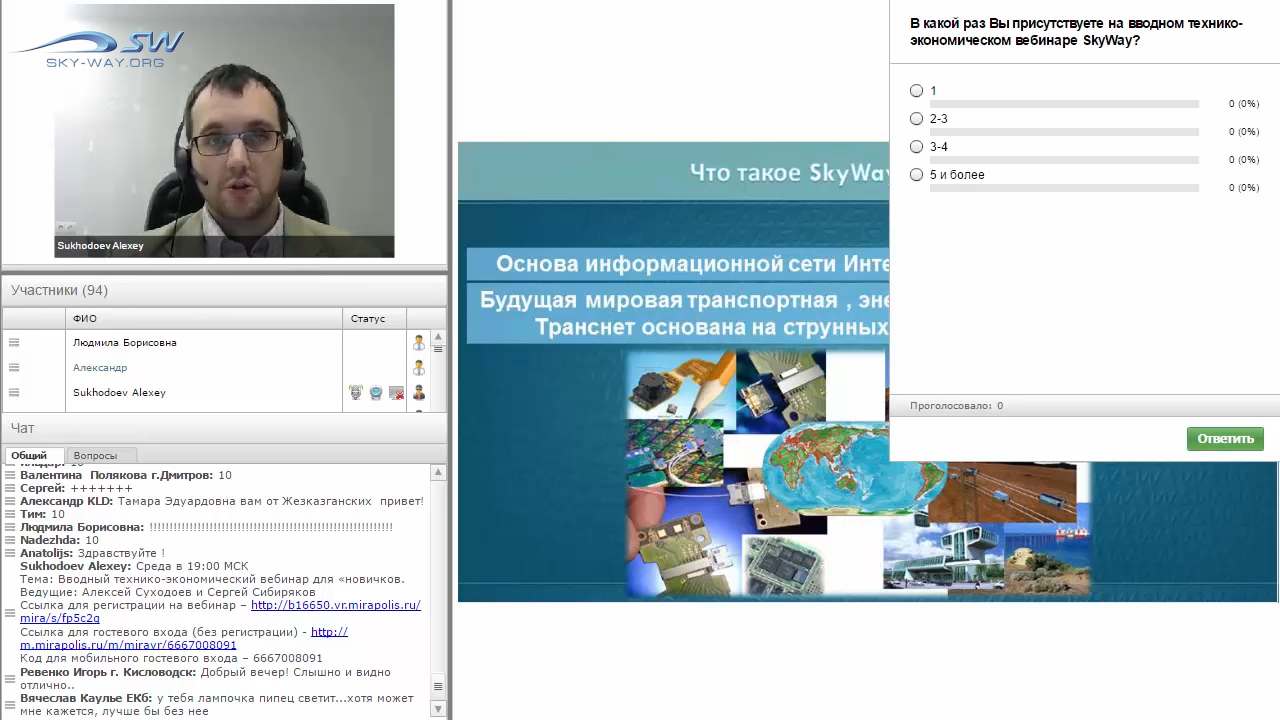 SW
SKY-WAY.ORG
Sukhodoev Alexey
Участники (94)
ФИО Статус
Людмила Борисовна
Александр
Sukhodoev Alexey
Чат
Общий Вопросы
Валентина Полякова г.Дмитров: 10
Сергей: +++++++
Александр KLD: Тамара Эдуардовна вам от Жезказганских привет!
Тим: 10
Людмила Борисовна: !!!!!!!!!!!!!!!!!!!!!!!!!!!!!!!!!!!!!!!!!!!!!!!!!!!!!!!!!!!!!
Nadezhda: 10
Anatolijs: Здравствуйте !
Sukhodoev Alexey: Среда в 19:00 МСК
Тема: Вводный технико-экономический вебинар для «новичков.
Ведущие: Алексей Суходоев и Сергей Сибиряков
Ссылка для регистрации на вебинар – http://b16650.vr.mirapolis.ru/
mira/s/fp5c2g
Ссылка для гостевого входа (без регистрации) - http://
m.mirapolis.ru/m/miravr/6667008091
Код для мобильного гостевого входа – 6667008091
Ревенко Игорь г. Кисловодск: Добрый вечер! Слышно и видно
отлично..
Вячеслав Каулье ЕКб: у тебя лампочка пипец светит...хотя может
мне кажется, лучше бы без нее
Что такое SkyWay
Основа информационной сети Инте
Будущая мировая транспортная , эне
Транснет основана на струнных
В какой раз Вы присутствуете на вводном технико-
экономическом вебинаре SkyWay?
1
0 (0%)
2-3
0 (0%)
3-4
0 (0%)
5 и более
0 (0%)
Проголосовало: 0
Ответить